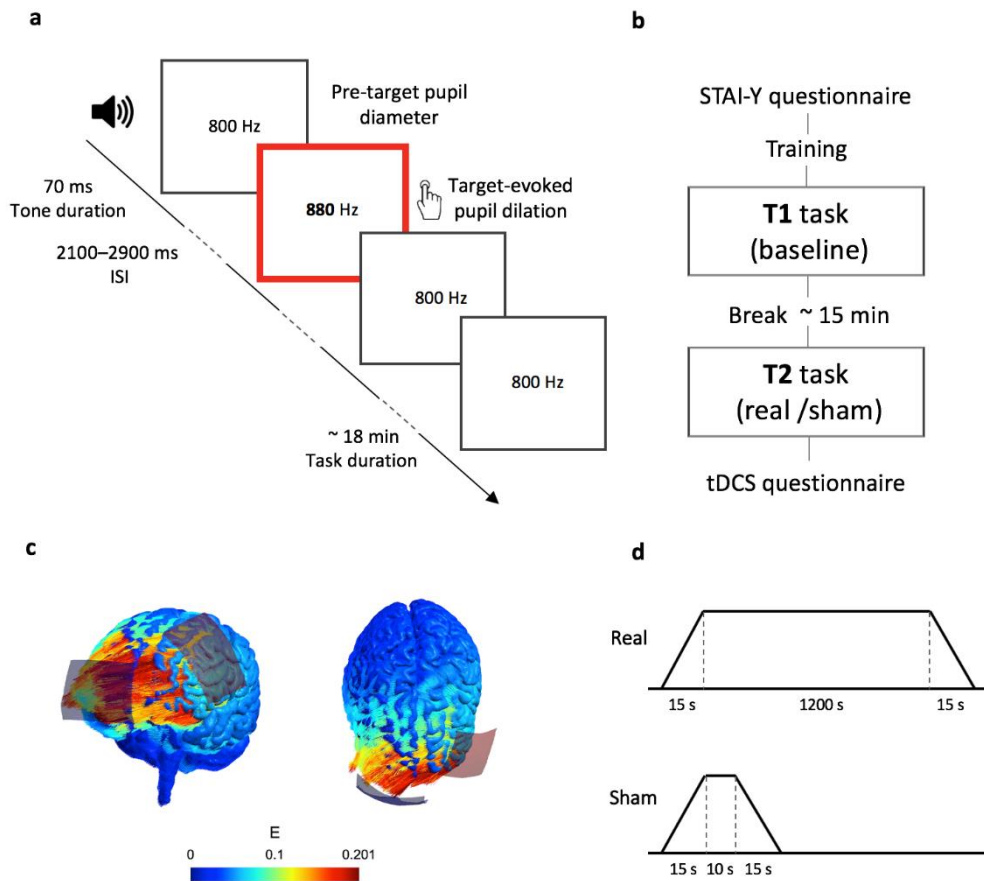 a
800 Hz
Pre-target pupil
diameter
880 Hz
Target-evoked
pupil dilation
800 Hz
800 Hz
70 ms
Tone duration
2100–2900 ms
ISI
~ 18 min
Task duration
b
STAI-Y questionnaire
Training
T1 task
(baseline)
Break ~ 15 min
T2 task
(real /sham)
tDCS questionnaire
c
E
0 0.1 0.201
d
Real
15 s 1200 s 15 s
Sham
15 s 10 s 15 s